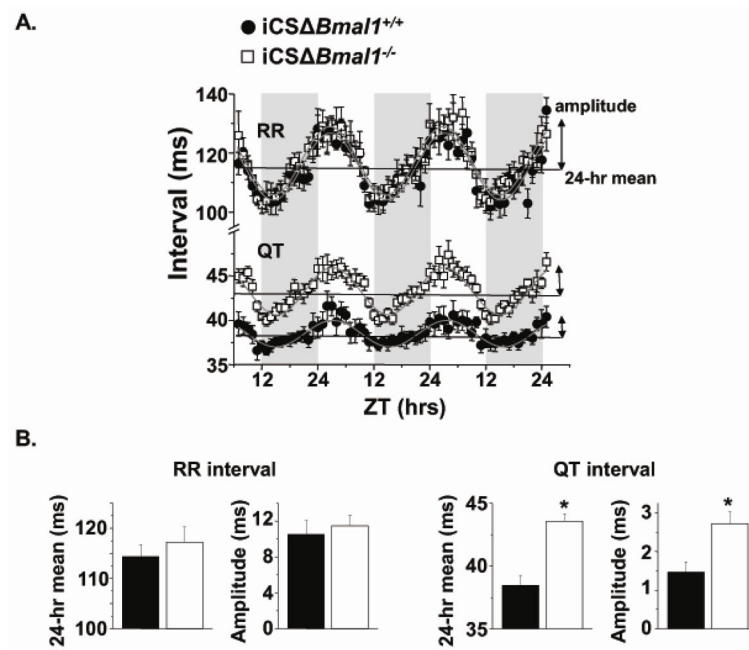 A.
● iCSΔBmal1+/+
□ iCSΔBmal1-/-
Interval (ms)
140
120
100
45
40
35
RR
QT
amplitude
24-hr mean
12 24 12 24 12 24
ZT (hrs)
B.
RR interval
QT interval
24-hr mean (ms)
120
110
100
Amplitude (ms)
12
8
4
0
24-hr mean (ms)
45
40
35
*
Amplitude (ms)
3
2
1
0
*